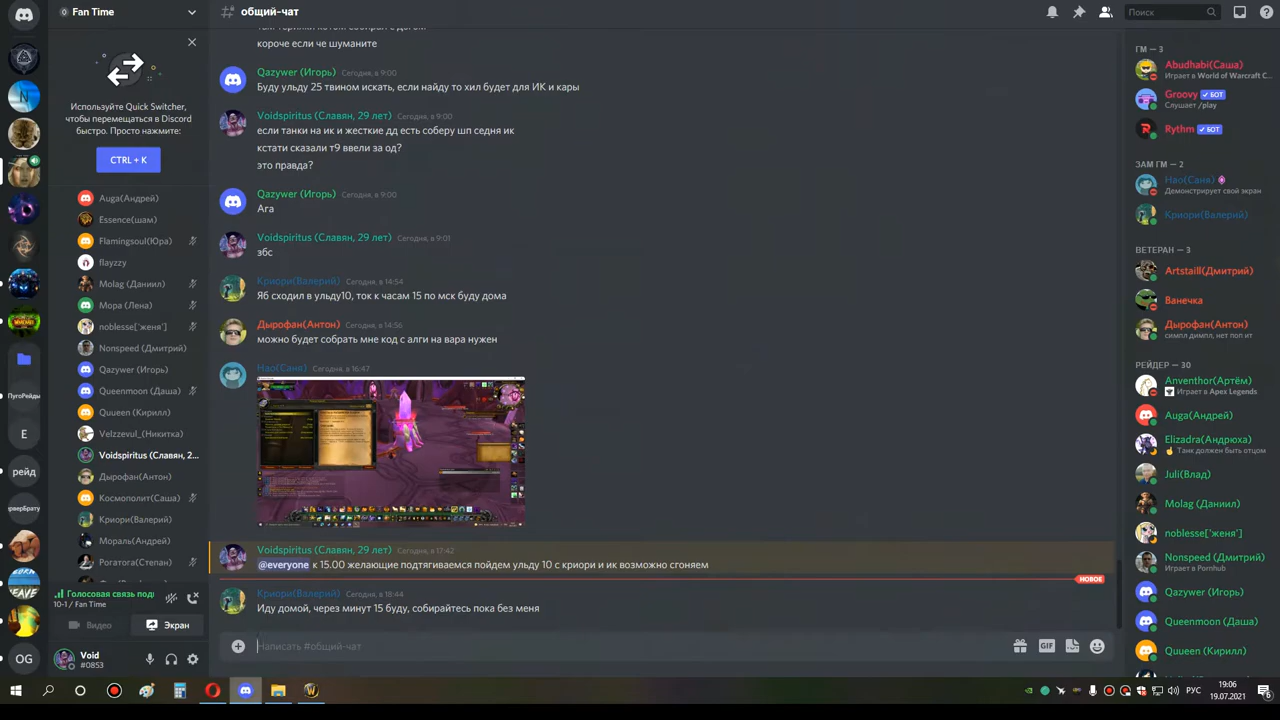 Fan Time
общий-чат
Поиск
короче если че шуманите
Используйте Quick Switcher,
чтобы перемещаться в Discord
быстро. Просто нажмите:
CTRL + K
Auga(Андрей)
Essence(шам)
Flamingsoul(Юра)
flayzzy
Molag (Даниил)
Мора (Лена)
noblesse['женя']
Nonspeed (Дмитрий)
Qazywer (Игорь)
Queenmoon (Даша)
Quueen (Кирилл)
Velzzevul_(Никитка)
Voidspiritus (Славян, 2...
Дырофан(Антон)
Космополит(Саша)
Криори(Валерий)
Мораль(Андрей)
Рогатога(Степан)
Голосовая связь подк
10-1 / Fan Time
Видео
Экран
Void
#0853
ПугоРейды
E
рейд
OG
Qazywer (Игорь) Сегодня, в 9:00
Буду ульду 25 твином искать, если найду то хил будет для ИК и кары
Voidspiritus (Славян, 29 лет) Сегодня, в 9:00
если танки на ик и жесткие дд есть соберу шп седня ик
кстати сказали т9 ввели за од?
это правда?
Qazywer (Игорь) Сегодня, в 9:00
Ага
Voidspiritus (Славян, 29 лет) Сегодня, в 9:01
збс
Криори(Валерий) Сегодня, в 14:54
Яб сходил в ульду10, ток к часам 15 по мск буду дома
Дырофан(Антон) Сегодня, в 14:56
можно будет собрать мне код с алги на вара нужен
Нао(Саня) Сегодня, в 16:47
Voidspiritus (Славян, 29 лет) Сегодня, в 17:42
@everyone к 15.00 желающие подтягиваемся пойдем ульду 10 с криори и ик возможно сгоняем
НОВОЕ
Криори(Валерий) Сегодня, в 18:44
Иду домой, через минут 15 буду, собирайтесь пока без меня
Написать #общий-чат
GIF
ГМ — 3
Abudhabi(Саша)
Играет в World of Warcraft C...
Groovy БОТ
Слушает /play
Rythm БОТ
ЗАМ ГМ — 2
Нао(Саня)
Демонстрирует свой экран
Криори(Валерий)
ВЕТЕРАН — 3
Artstaill(Дмитрий)
Ванечка
Дырофан(Антон)
симпл димпл, нет поп ит
РЕЙДЕР — 30
Anventhor(Артём)
Играет в Apex Legends
Auga(Андрей)
Elizadra(Андрюха)
Танк должен быть отцом
Juli(Влад)
Molag (Даниил)
noblesse['женя']
Nonspeed (Дмитрий)
Играет в Pornhub
Qazywer (Игорь)
Queenmoon (Даша)
Quueen (Кирилл)
РУС
19:06
19.07.2021